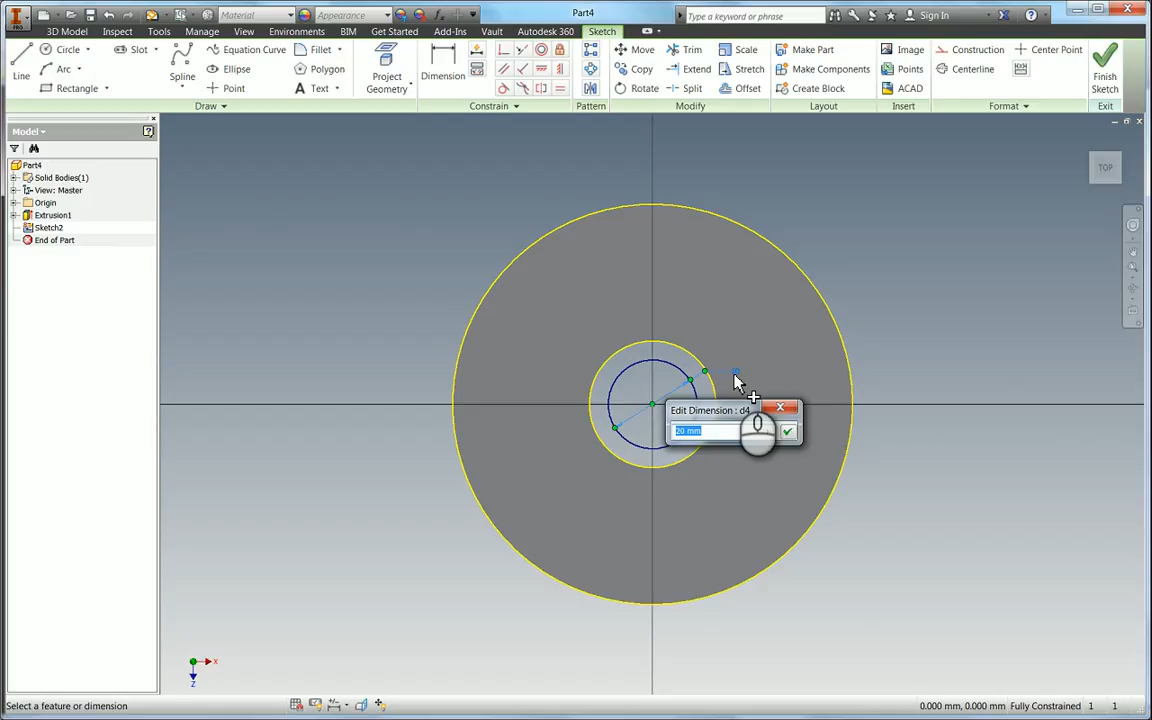 Material
Appearance
Part4
Type a keyword or phrase
Sign In
PRO
3D Model
Inspect
Tools
Manage
View
Environments
BIM
Get Started
Add-Ins
Vault
Autodesk 360
Sketch
Line
Circle
Arc
Rectangle
Slot
Spline
Equation Curve
Ellipse
Point
Fillet
Polygon
Text
Project Geometry
Dimension
Move
Copy
Rotate
Trim
Extend
Split
Scale
Stretch
Offset
Make Part
Make Components
Create Block
Image
Points
ACAD
Construction
Centerline
Center Point
Finish Sketch
Draw
Constrain
Pattern
Modify
Layout
Insert
Format
Exit
Model
Part4
Solid Bodies(1)
View: Master
Origin
Extrusion1
Sketch2
End of Part
TOP
Edit Dimension : d4
20 mm
X
Z
Select a feature or dimension
0.000 mm, 0.000 mm Fully Constrained 1 1